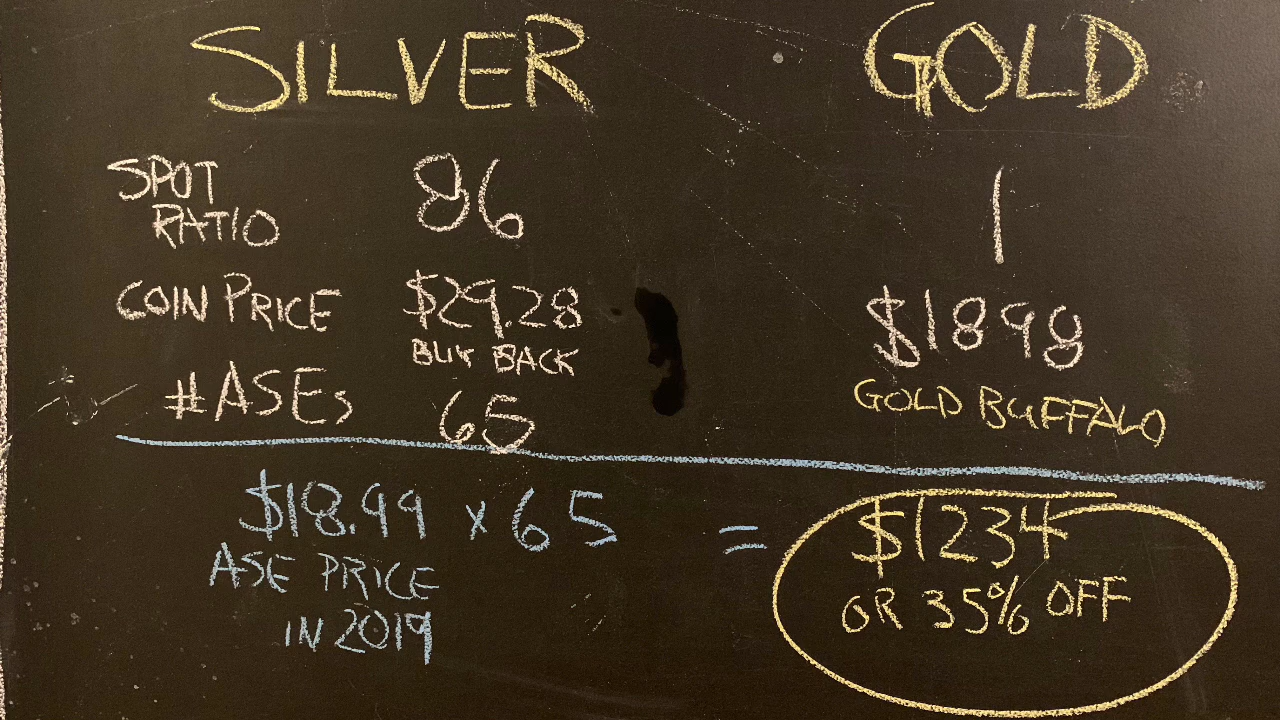 SILVER GOLD
SPOT
RATIO 86 1
COIN PRICE $29.28 $1898
BUY BACK
#ASEs 65 GOLD BUFFALO
$18.99 x 65 = $1234
ASE PRICE OR 35% OFF
IN 2019